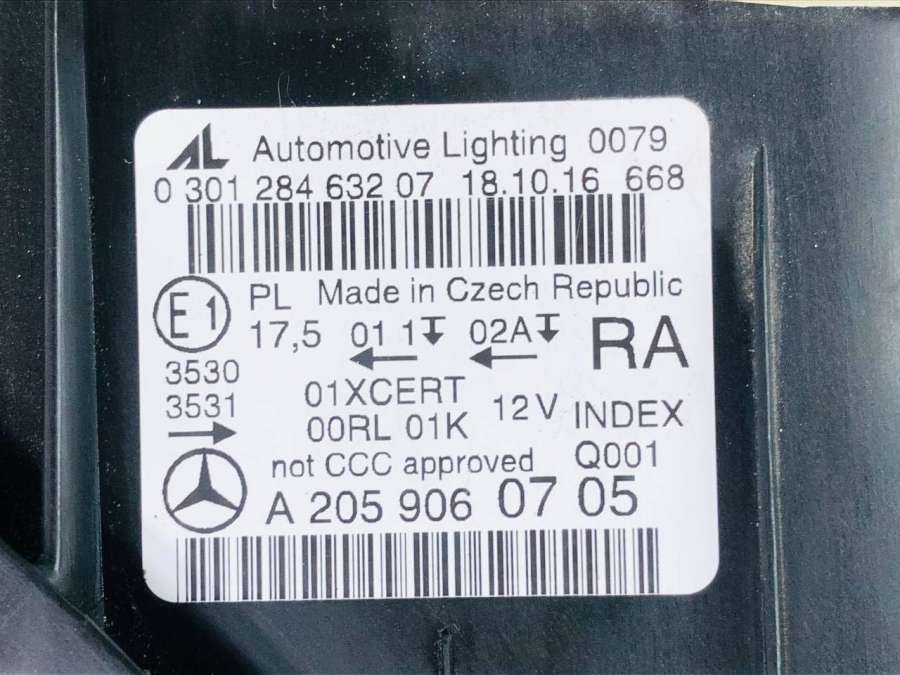 AL Automotive Lighting 0079
0 301 284 632 07 18.10.16 668
E1 PL Made in Czech Republic
17,5 01 1 02A RA
3530
3531
01XCERT
00RL 01K 12V INDEX
not CCC approved Q001
A 205 906 07 05